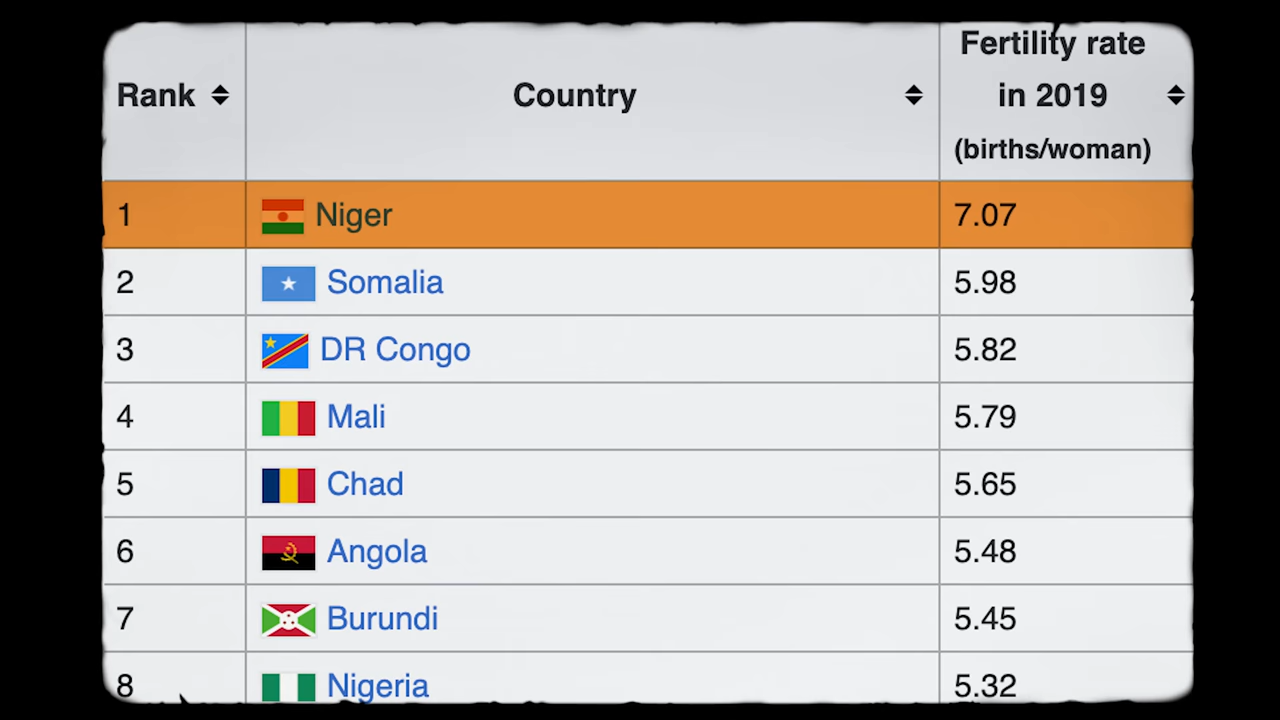 Rank Country Fertility rate in 2019 (births/woman)
1 Niger 7.07
2 Somalia 5.98
3 DR Congo 5.82
4 Mali 5.79
5 Chad 5.65
6 Angola 5.48
7 Burundi 5.45
8 Nigeria 5.32